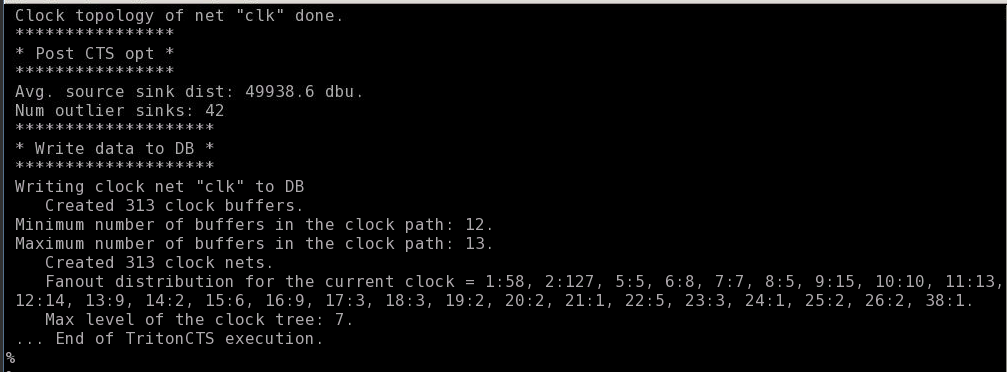 Clock topology of net "clk" done.
****************
* Post CTS opt *
****************
Avg. source sink dist: 49938.6 dbu.
Num outlier sinks: 42
********************
* Write data to DB *
********************
Writing clock net "clk" to DB
Created 313 clock buffers.
Minimum number of buffers in the clock path: 12.
Maximum number of buffers in the clock path: 13.
Created 313 clock nets.
Fanout distribution for the current clock = 1:58, 2:127, 5:5, 6:8, 7:7, 8:5, 9:15, 10:10, 11:13,
12:14, 13:9, 14:2, 15:6, 16:9, 17:3, 18:3, 19:2, 20:2, 21:1, 22:5, 23:3, 24:1, 25:2, 26:2, 38:1.
Max level of the clock tree: 7.
... End of TritonCTS execution.
%